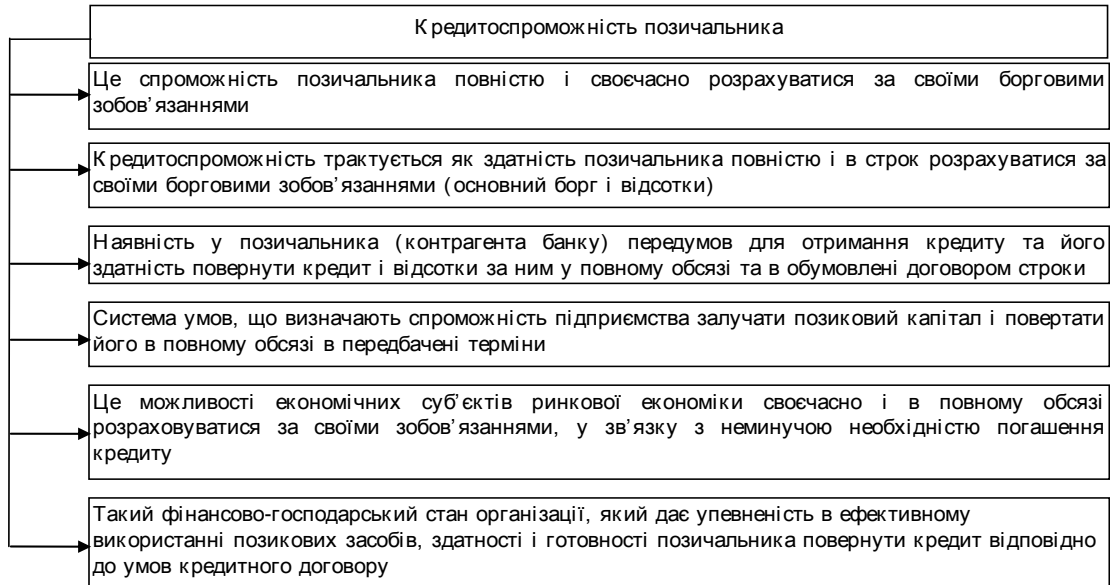 Кредитоспроможність позичальника
Це спроможність позичальника повністю і своєчасно розрахуватися за своїми борговими
зобов’язаннями
Кредитоспроможність трактується як здатність позичальника повністю і в строк розрахуватися за
своїми борговими зобов’язаннями (основний борг і відсотки)
Наявність у позичальника (контрагента банку) передумов для отримання кредиту та його
здатність повернути кредит і відсотки за ним у повному обсязі та в обумовлені договором строки
Система умов, що визначають спроможність підприємства залучати позиковий капітал і повертати
його в повному обсязі в передбачені терміни
Це можливості економічних суб’єктів ринкової економіки своєчасно і в повному обсязі
розраховуватися за своїми зобов’язаннями, у зв’язку з неминучою необхідністю погашення
кредиту
Такий фінансово-господарський стан організації, який дає упевненість в ефективному
використанні позикових засобів, здатності і готовності позичальника повернути кредит відповідно
до умов кредитного договору